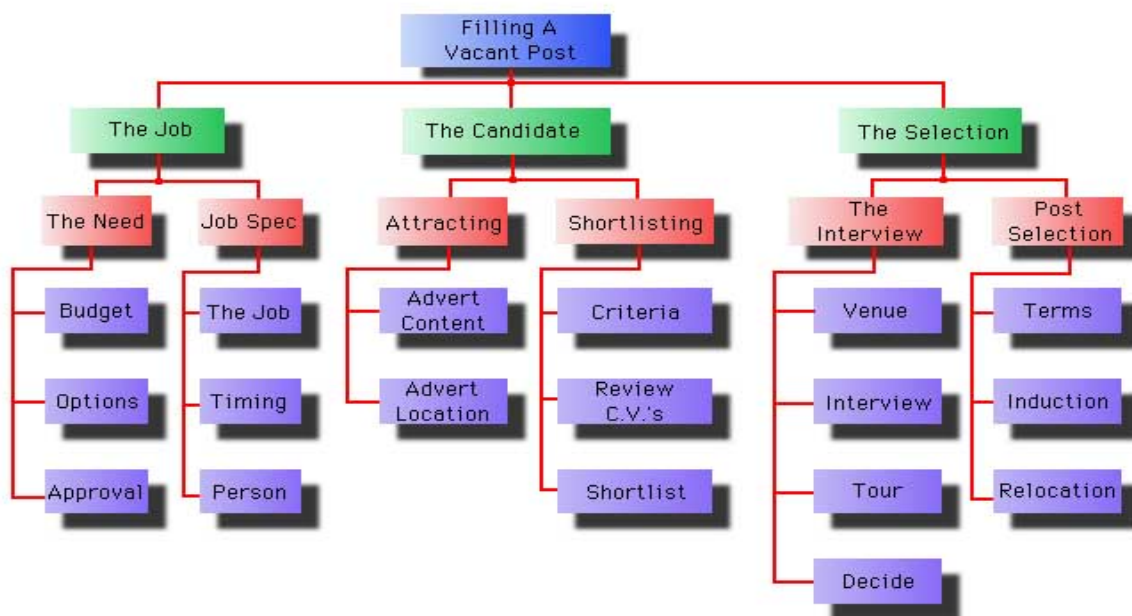 Filling A
Vacant Post
The Job
The Candidate
The Selection
The Need
Job Spec
Attracting
Shortlisting
The
Interview
Post
Selection
Budget
The Job
Advert
Content
Criteria
Venue
Terms
Options
Timing
Advert
Location
Review
C.V.'s
Interview
Induction
Approval
Person
Shortlist
Tour
Relocation
Decide